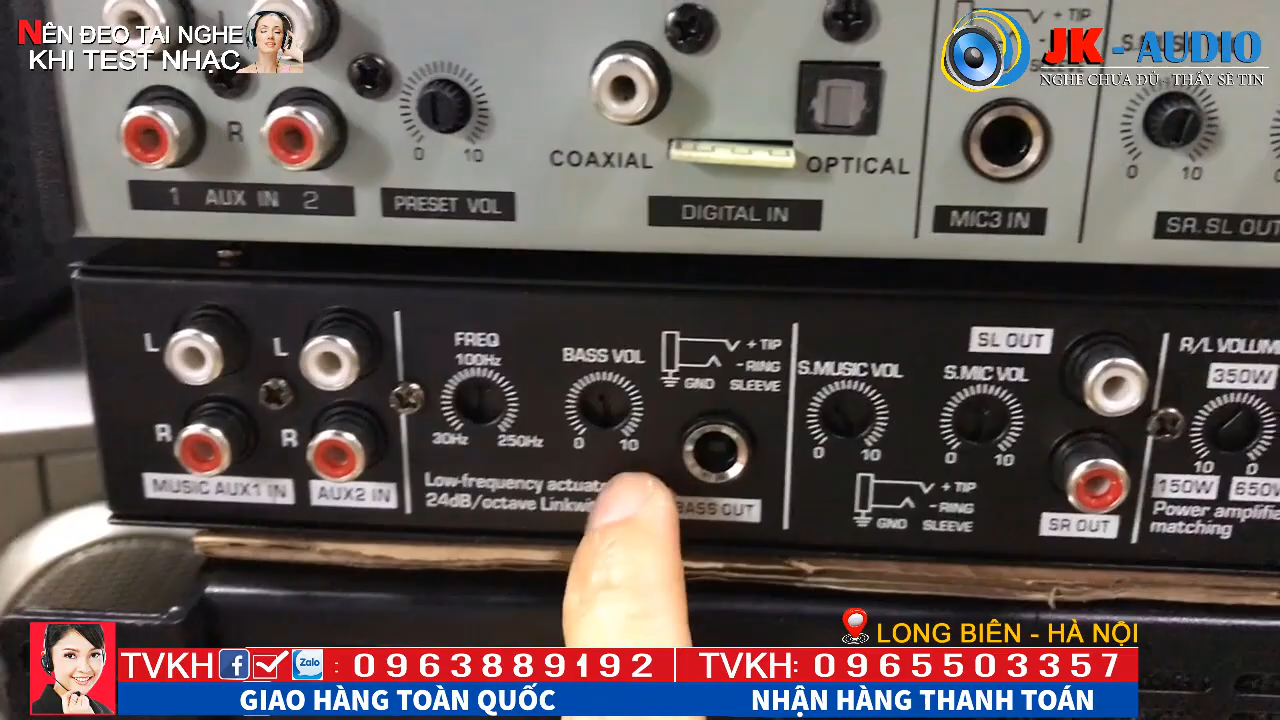 NÊN ĐEO TAI NGHE
KHI TEST NHẠC
JK - AUDIO
NGHE CHƯA ĐỦ - THẤY SẼ TIN
+ TIP
R
0 10
COAXIAL
OPTICAL
0 10
1 AUX IN 2
PRESET VOL
DIGITAL IN
MIC3 IN
SR.SL OUT
L
L
R
R
MUSIC AUX1 IN
AUX2 IN
FREQ
100Hz
30Hz 250Hz
BASS VOL
0 10
+ TIP
- RING
GND SLEEVE
Low-frequency
24dB/octave
BASS OUT
S.MUSIC VOL
0 10
S.MIC VOL
0 10
SL OUT
+ TIP
- RING
GND SLEEVE
SR OUT
R/L VOLUM
350W
10 0
150W 650
Power
matching
LONG BIÊN - HÀ NỘI
TVKH f Zalo : 0963889192 | TVKH: 0965503357
GIAO HÀNG TOÀN QUỐC NHẬN HÀNG THANH TOÁN